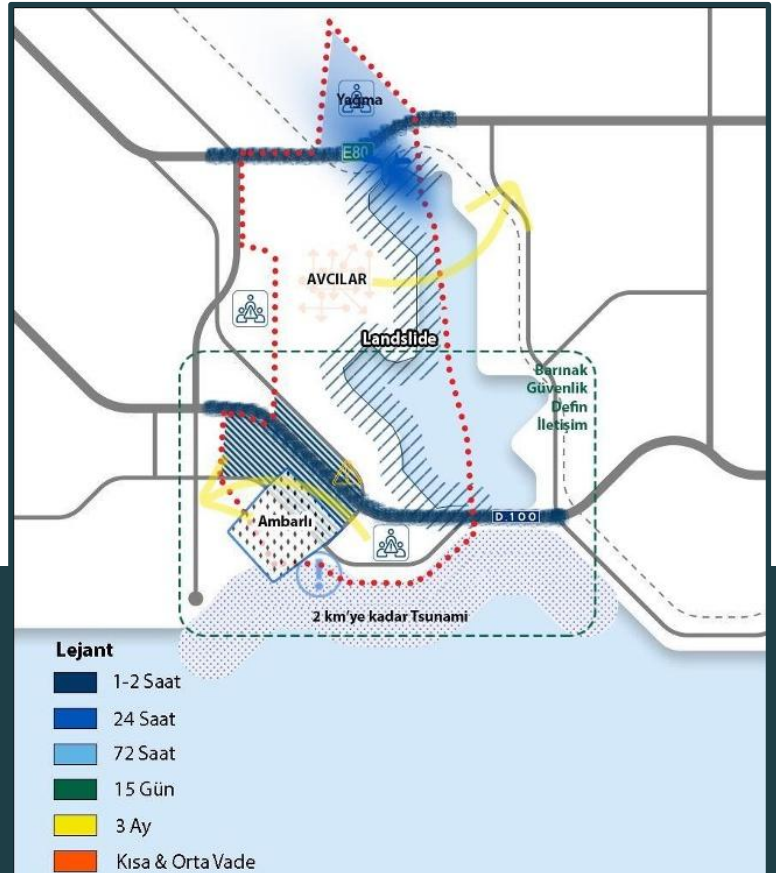 Yağma
E80
AVCILAR
Landslide
Barınak
Güvenlik
Defin
İletişim
Ambarlı
D.100
2 km'ye kadar Tsunami
Lejant
1-2 Saat
24 Saat
72 Saat
15 Gün
3 Ay
Kısa & Orta Vade